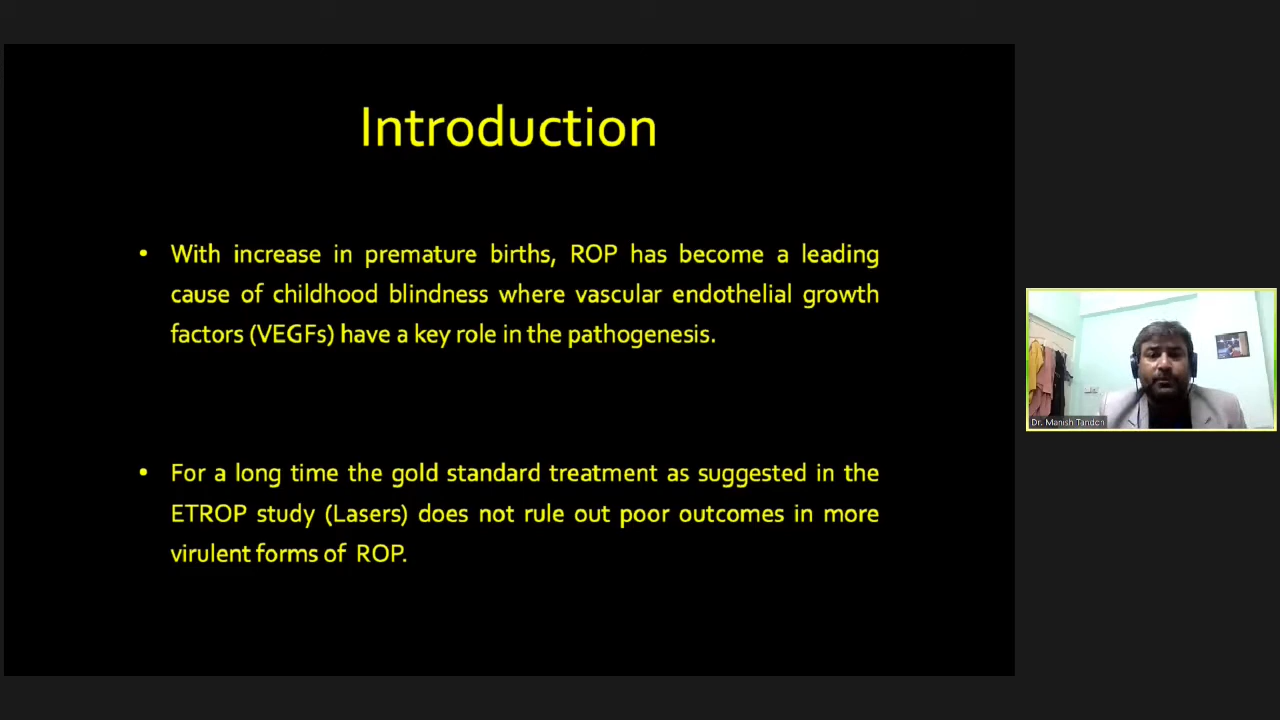 Introduction
• With increase in premature births, ROP has become a leading
cause of childhood blindness where vascular endothelial growth
factors (VEGFs) have a key role in the pathogenesis.
• For a long time the gold standard treatment as suggested in the
ETROP study (Lasers) does not rule out poor outcomes in more
virulent forms of ROP.
Dr. Manish Tandon